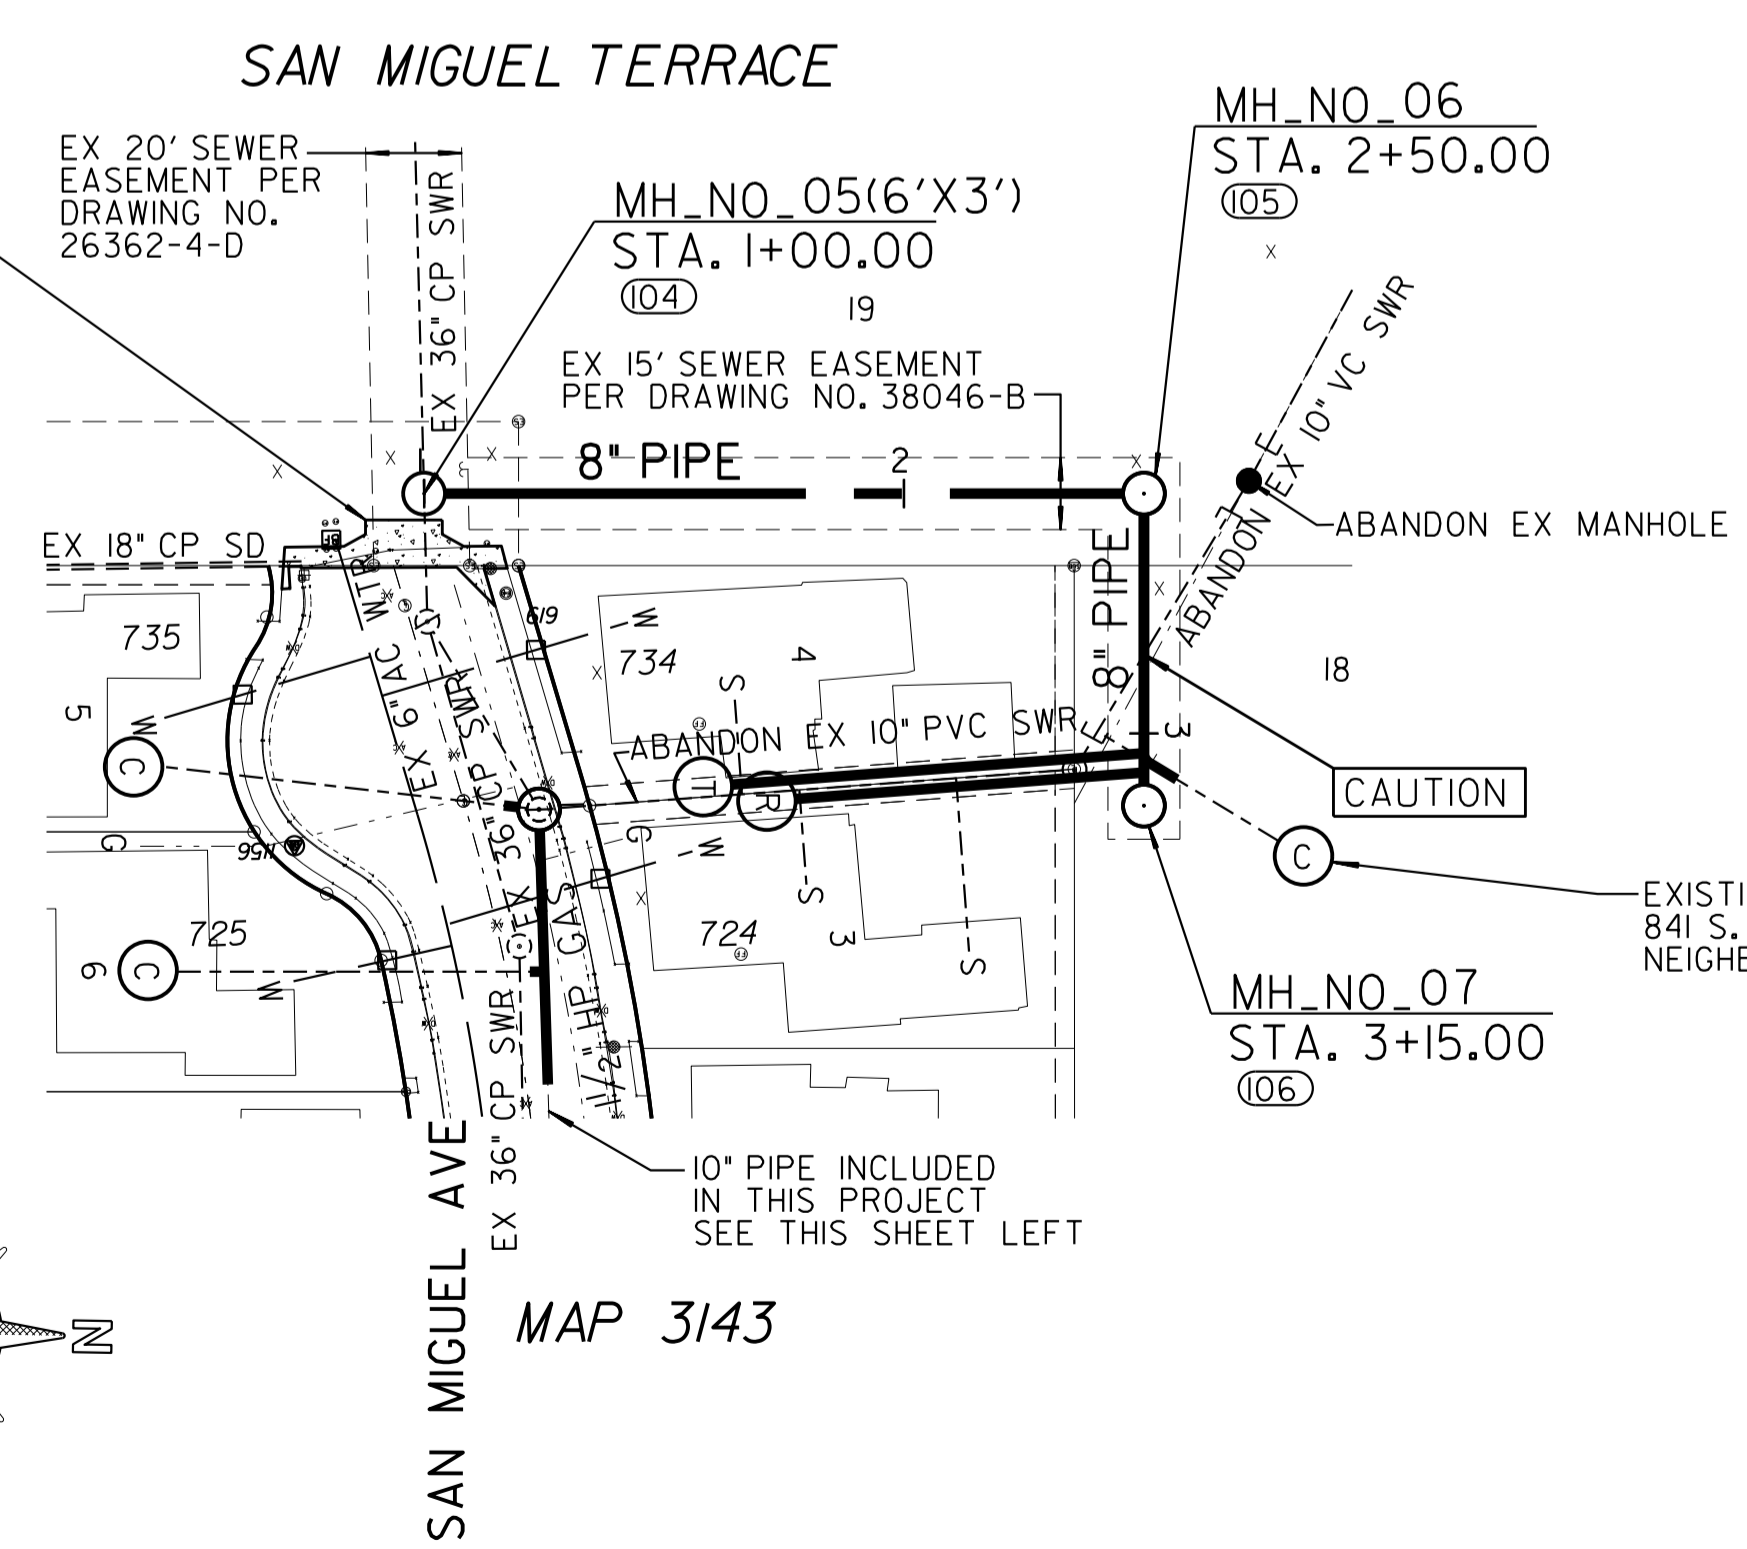 SAN MIGUEL TERRACE
MH_NO_06
STA. 2+50.00
105
EX 20' SEWER
EASEMENT PER
DRAWING NO.
26362-4-D
EX 36" CP SWR
MH_NO_05(6'X3')
STA. 1+00.00
104
19
EX 15' SEWER EASEMENT
PER DRAWING NO. 38046-B
8" PIPE
2
EX 10" VC SWR
ABANDON
ABANDON EX MANHOLE
EX 18" CP SD
BF
8" PIPE
EX 6" AC WTR
619
W
735
734
4
18
5
W
S
EX 36" CP SWR
ABANDON EX 10" PVC SWR
3
C
T
R
CAUTION
G
1156
G
W
C
EXISTI
841 S.
NEIGHB
725
724
3
S
S
6
C
W
1 1/2" HP GAS
EX 36" CP SWR
MH_NO_07
STA. 3+15.00
106
SAN MIGUEL AVE
10" PIPE INCLUDED
IN THIS PROJECT
SEE THIS SHEET LEFT
MAP 3143
N